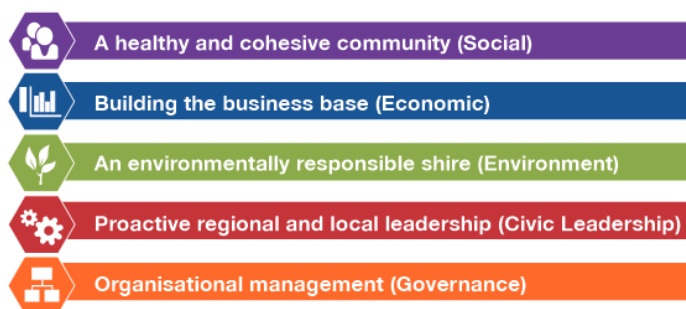 A healthy and cohesive community (Social)
Building the business base (Economic)
An environmentally responsible shire (Environment)
Proactive regional and local leadership (Civic Leadership)
Organisational management (Governance)